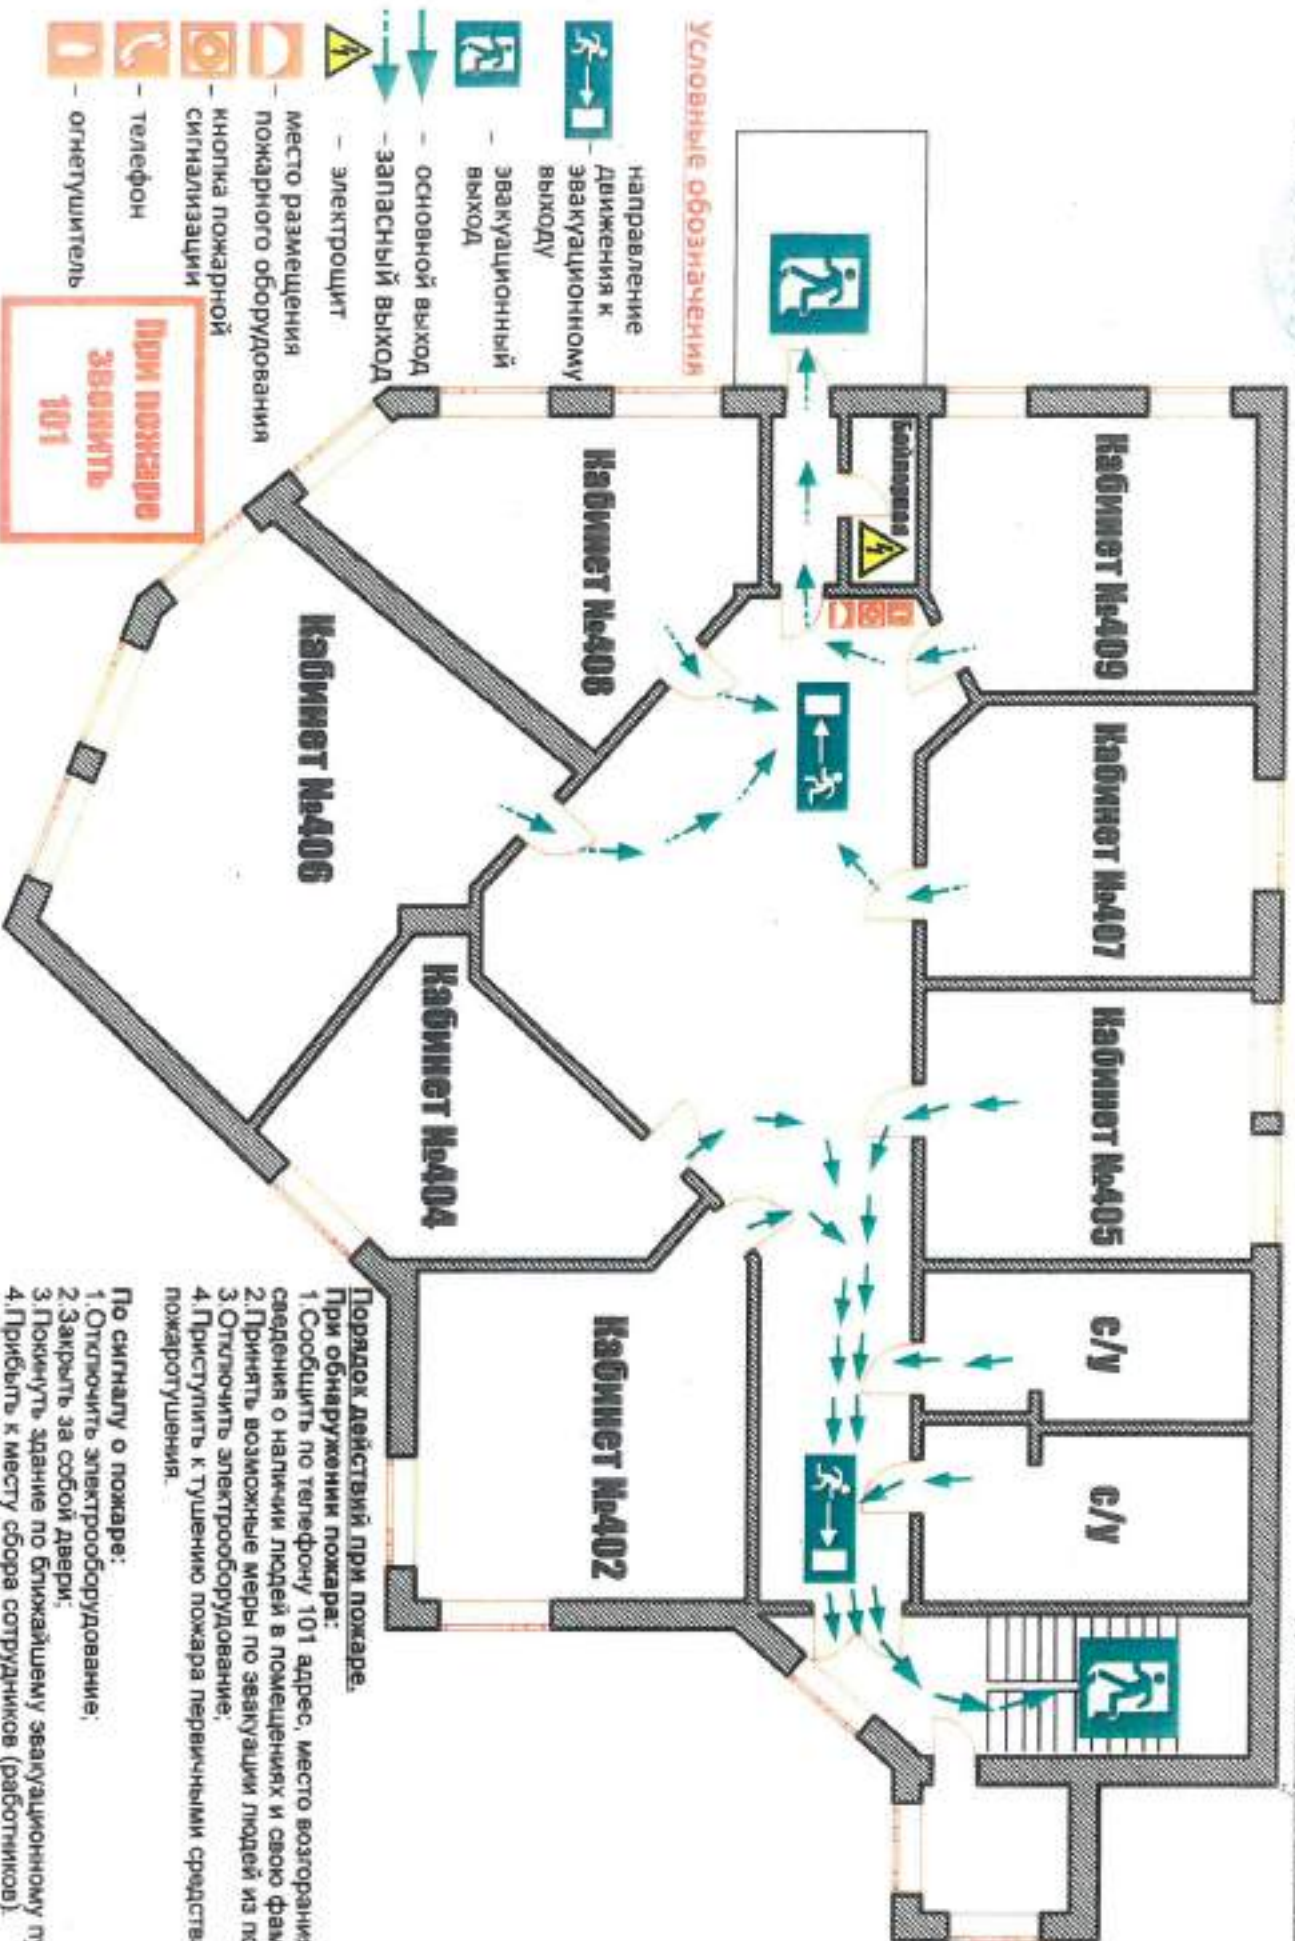 Кабинет №409
Кабинет №407
Кабинет №405
с/у
с/у
Бойлерная
Кабинет №408
Кабинет №406
Кабинет №404
Кабинет №402
Условные обозначения
направление
- движения к
эвакуационному
выходу
- эвакуационный
выход
- основной выход
- запасный выход
- электрощит
- место размещения
пожарного оборудования
- кнопка пожарной
сигнализации
- телефон
- огнетушитель
При пожаре
звонить
101
Порядок действий при пожаре.
При обнаружении пожара:
1.Сообщить по телефону 101 адрес, место возгорания
сведения о наличии людей в помещениях и свою фам
2.Принять возможные меры по эвакуации людей из по
3.Отключить электрооборудование;
4.Приступить к тушению пожара первичными средств
пожаротушения.
По сигналу о пожаре:
1.Отключить электрооборудование;
2.Закрыть за собой двери;
3.Покинуть здание по ближайшему эвакуационному п
4.Прибыть к месту сбора сотрудников (работников).